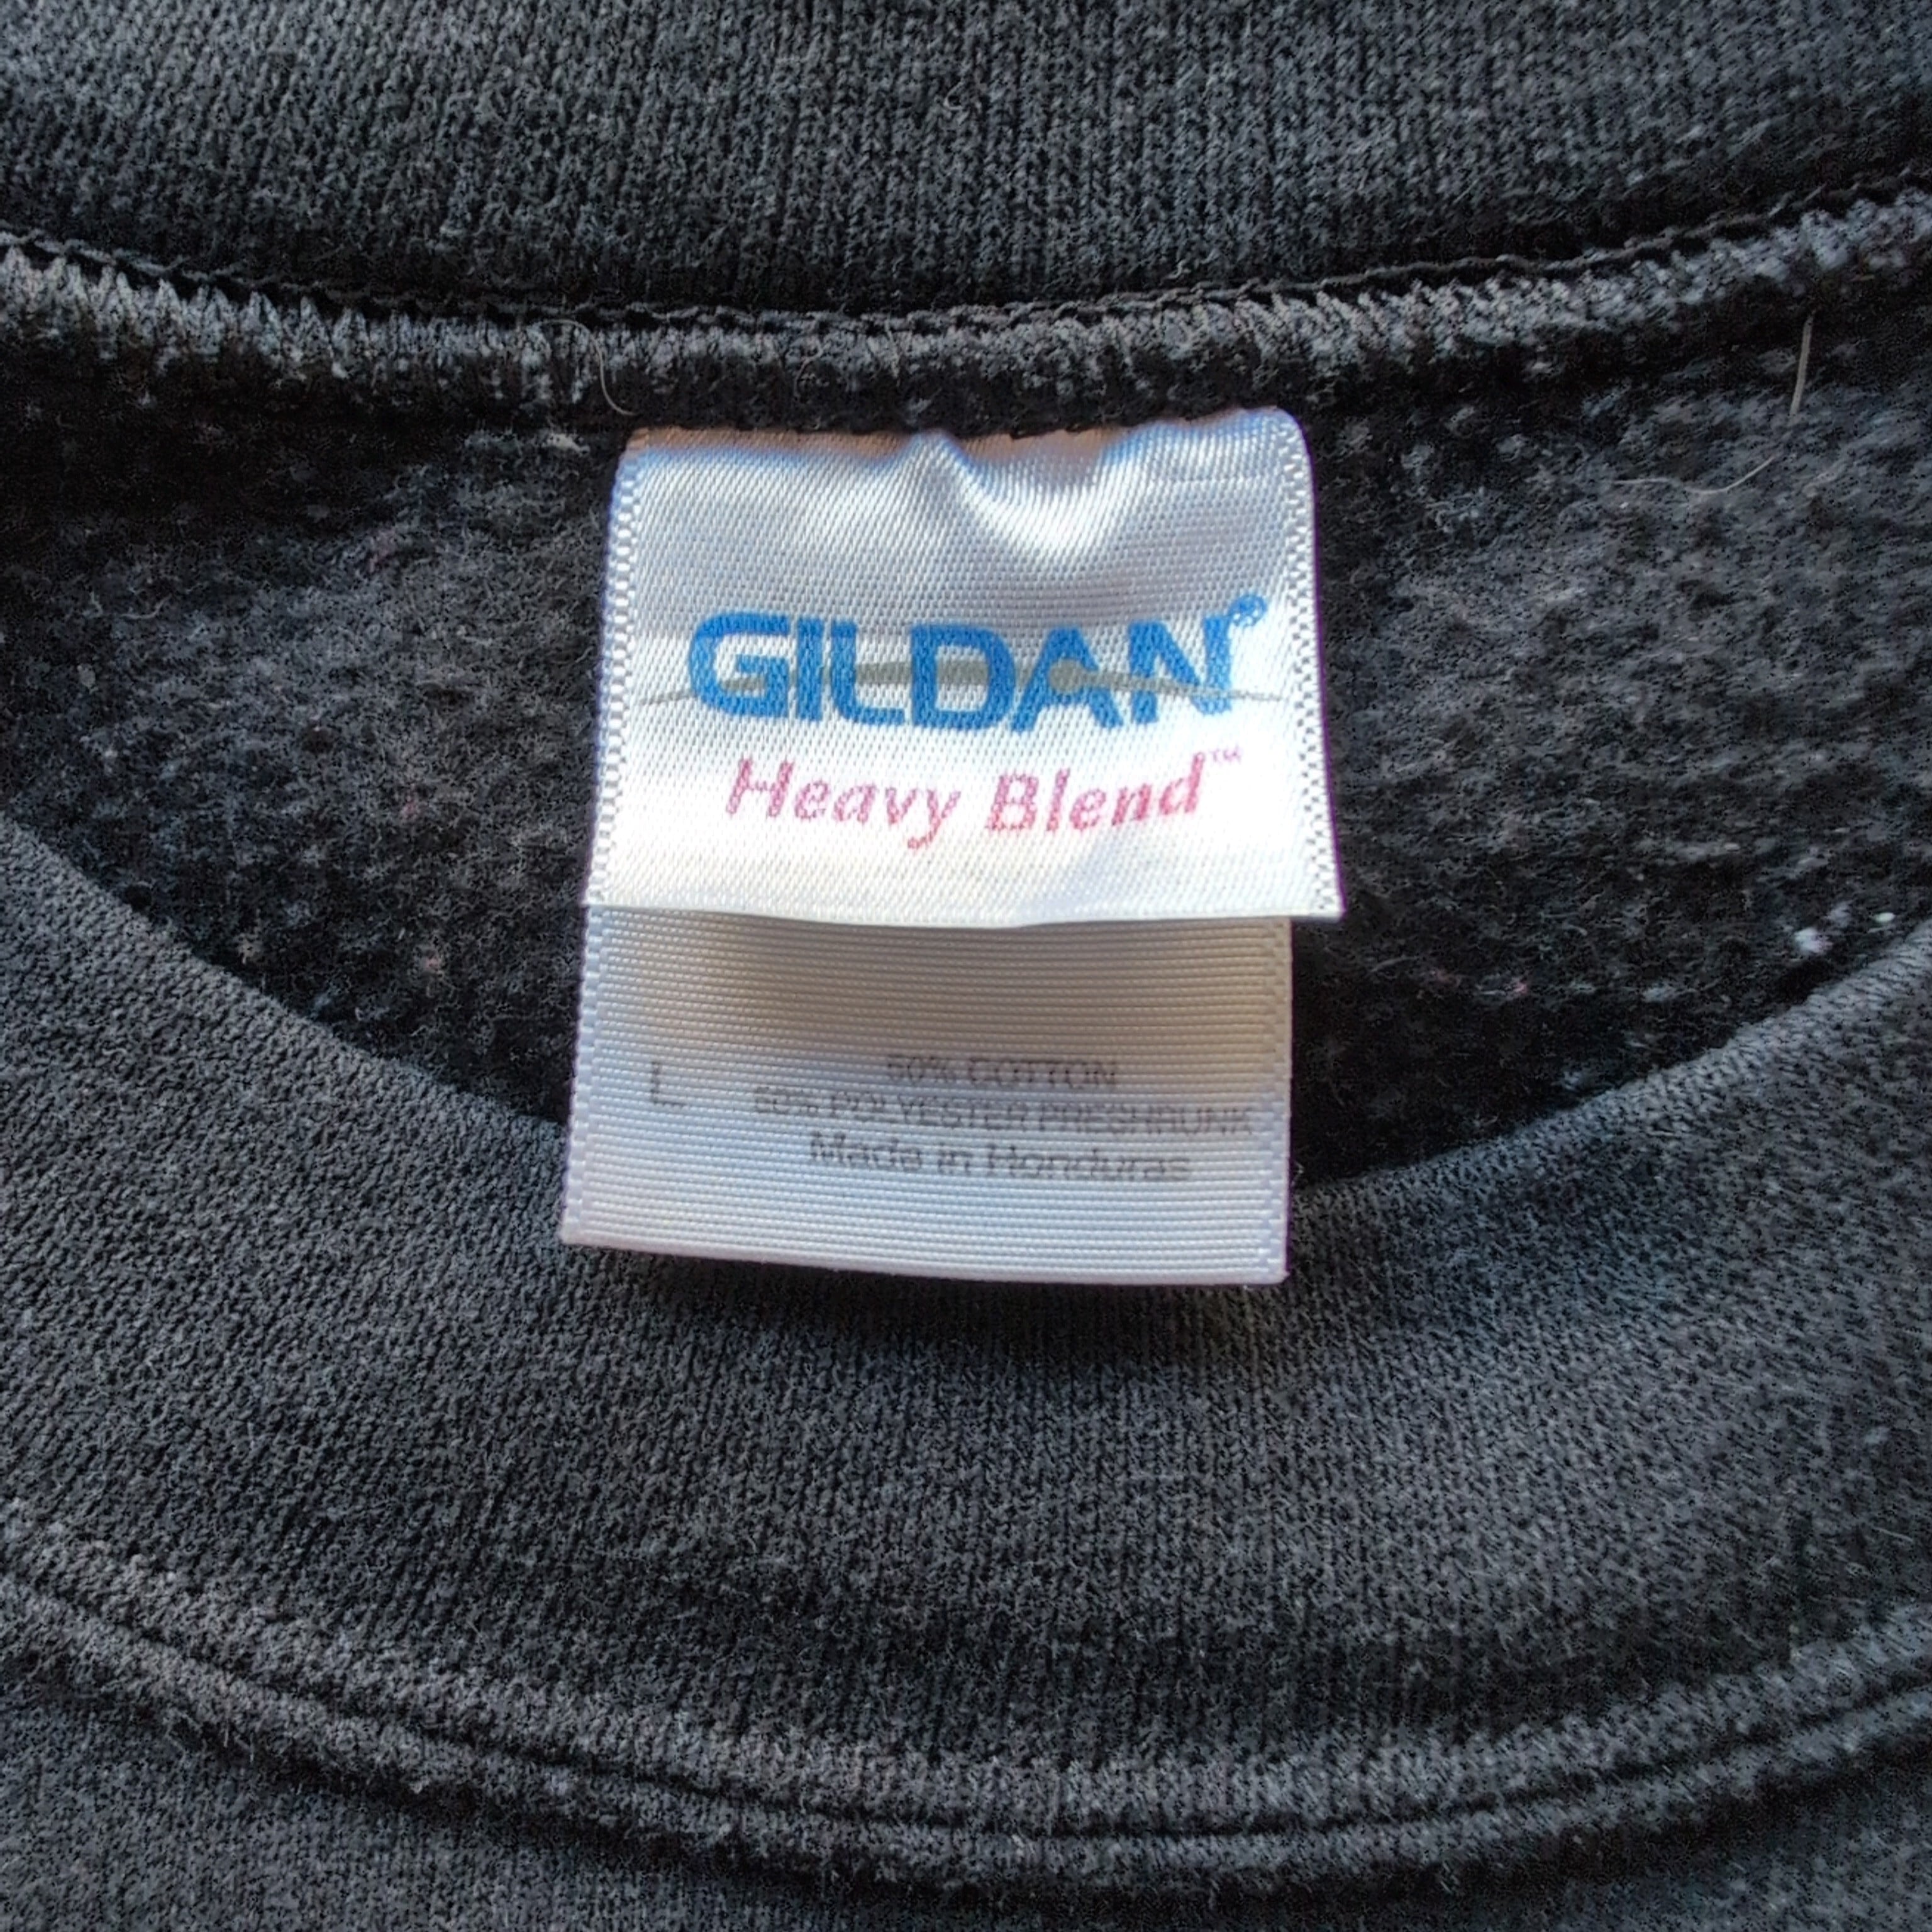 GILDAN®
Heavy Blend™
L
50% COTTON
50% POLYESTER PRESHRUNK
Made in Honduras